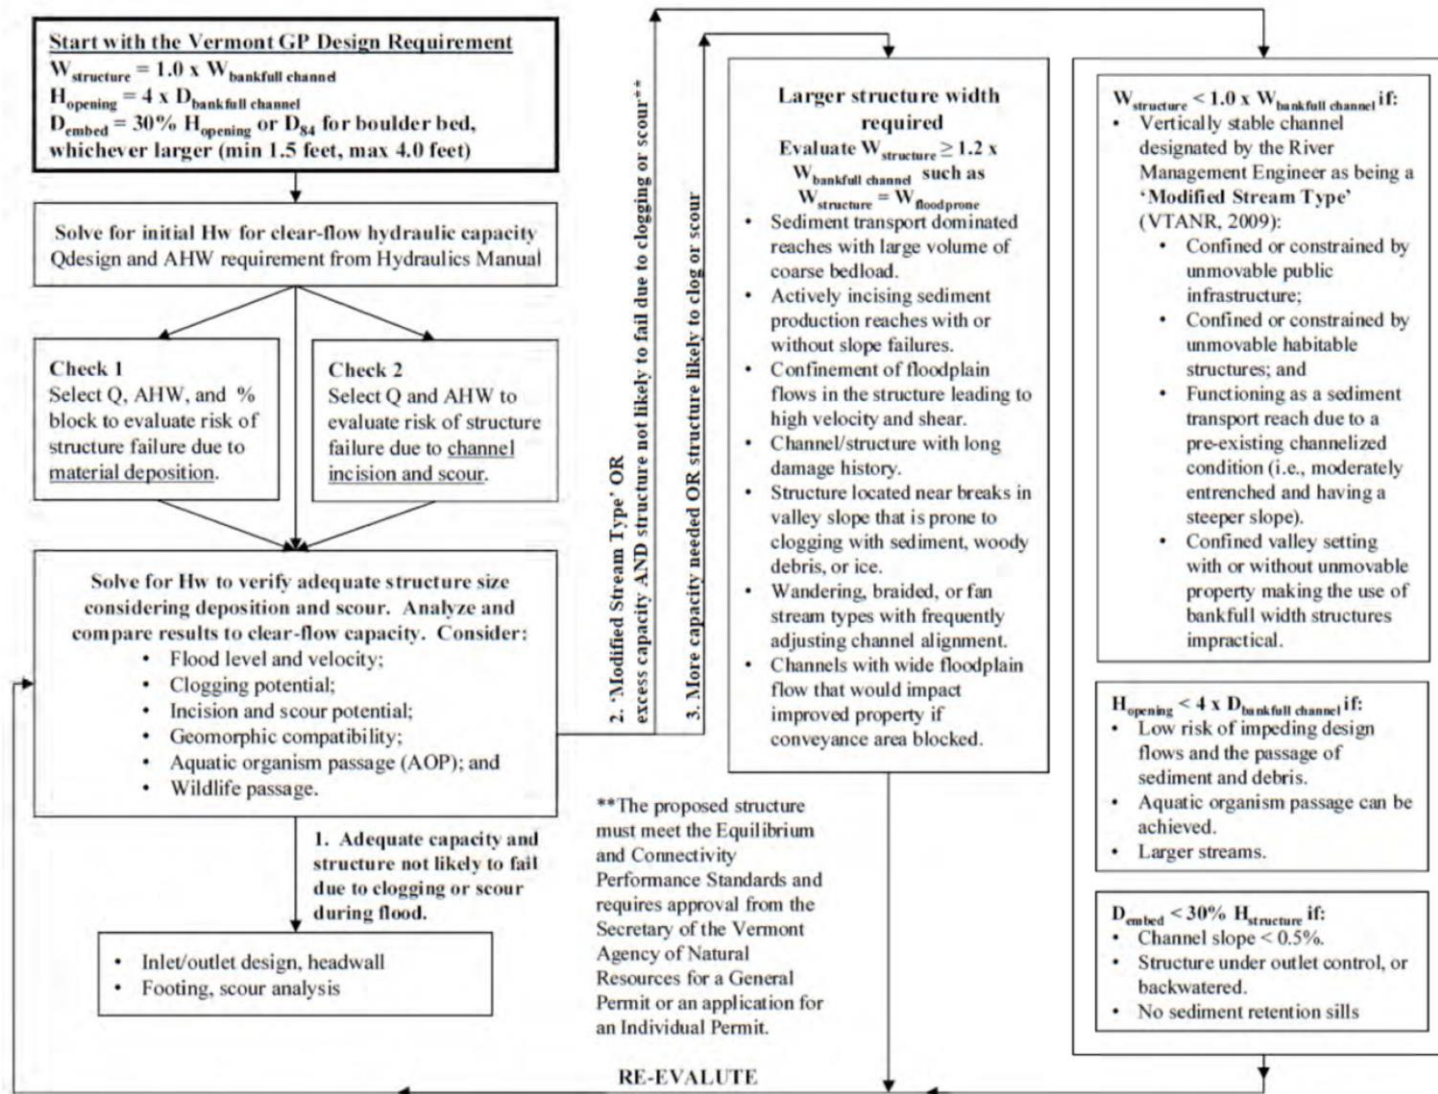 Start with the Vermont GP Design Requirement
W structure = 1.0 x W bankfull channel
H opening = 4 x D bankfull channel
D embed = 30% H opening or D 84 for boulder bed,
whichever larger (min 1.5 feet, max 4.0 feet)
Solve for initial Hw for clear-flow hydraulic capacity
Qdesign and AHW requirement from Hydraulics Manual
Check 1
Select Q, AHW, and %
block to evaluate risk of
structure failure due to
material deposition.
Check 2
Select Q and AHW to
evaluate risk of structure
failure due to channel
incision and scour.
Solve for Hw to verify adequate structure size
considering deposition and scour. Analyze and
compare results to clear-flow capacity. Consider:
• Flood level and velocity;
• Clogging potential;
• Incision and scour potential;
• Geomorphic compatibility;
• Aquatic organism passage (AOP); and
• Wildlife passage.
1. Adequate capacity and
structure not likely to fail
due to clogging or scour
during flood.
• Inlet/outlet design, headwall
• Footing, scour analysis
2. 'Modified Stream Type' OR
excess capacity AND structure not likely to fail due to clogging or scour**
3. More capacity needed OR structure likely to clog or scour
Larger structure width
required
Evaluate W structure ≥ 1.2 x
W bankfull channel such as
W structure = W floodprone
• Sediment transport dominated
reaches with large volume of
coarse bedload.
• Actively incising sediment
production reaches with or
without slope failures.
• Confinement of floodplain
flows in the structure leading to
high velocity and shear.
• Channel/structure with long
damage history.
• Structure located near breaks in
valley slope that is prone to
clogging with sediment, woody
debris, or ice.
• Wandering, braided, or fan
stream types with frequently
adjusting channel alignment.
• Channels with wide floodplain
flow that would impact
improved property if
conveyance area blocked.
**The proposed structure
must meet the Equilibrium
and Connectivity
Performance Standards and
requires approval from the
Secretary of the Vermont
Agency of Natural
Resources for a General
Permit or an application for
an Individual Permit.
W structure < 1.0 x W bankfull channel if:
• Vertically stable channel
designated by the River
Management Engineer as being a
'Modified Stream Type'
(VTANR, 2009):
• Confined or constrained by
unmovable public
infrastructure;
• Confined or constrained by
unmovable habitable
structures; and
• Functioning as a sediment
transport reach due to a
pre-existing channelized
condition (i.e., moderately
entrenched and having a
steeper slope).
• Confined valley setting
with or without unmovable
property making the use of
bankfull width structures
impractical.
H opening < 4 x D bankfull channel if:
• Low risk of impeding design
flows and the passage of
sediment and debris.
• Aquatic organism passage can be
achieved.
• Larger streams.
D embed < 30% H structure if:
• Channel slope < 0.5%.
• Structure under outlet control, or
backwatered.
• No sediment retention sills
RE-EVALUTE